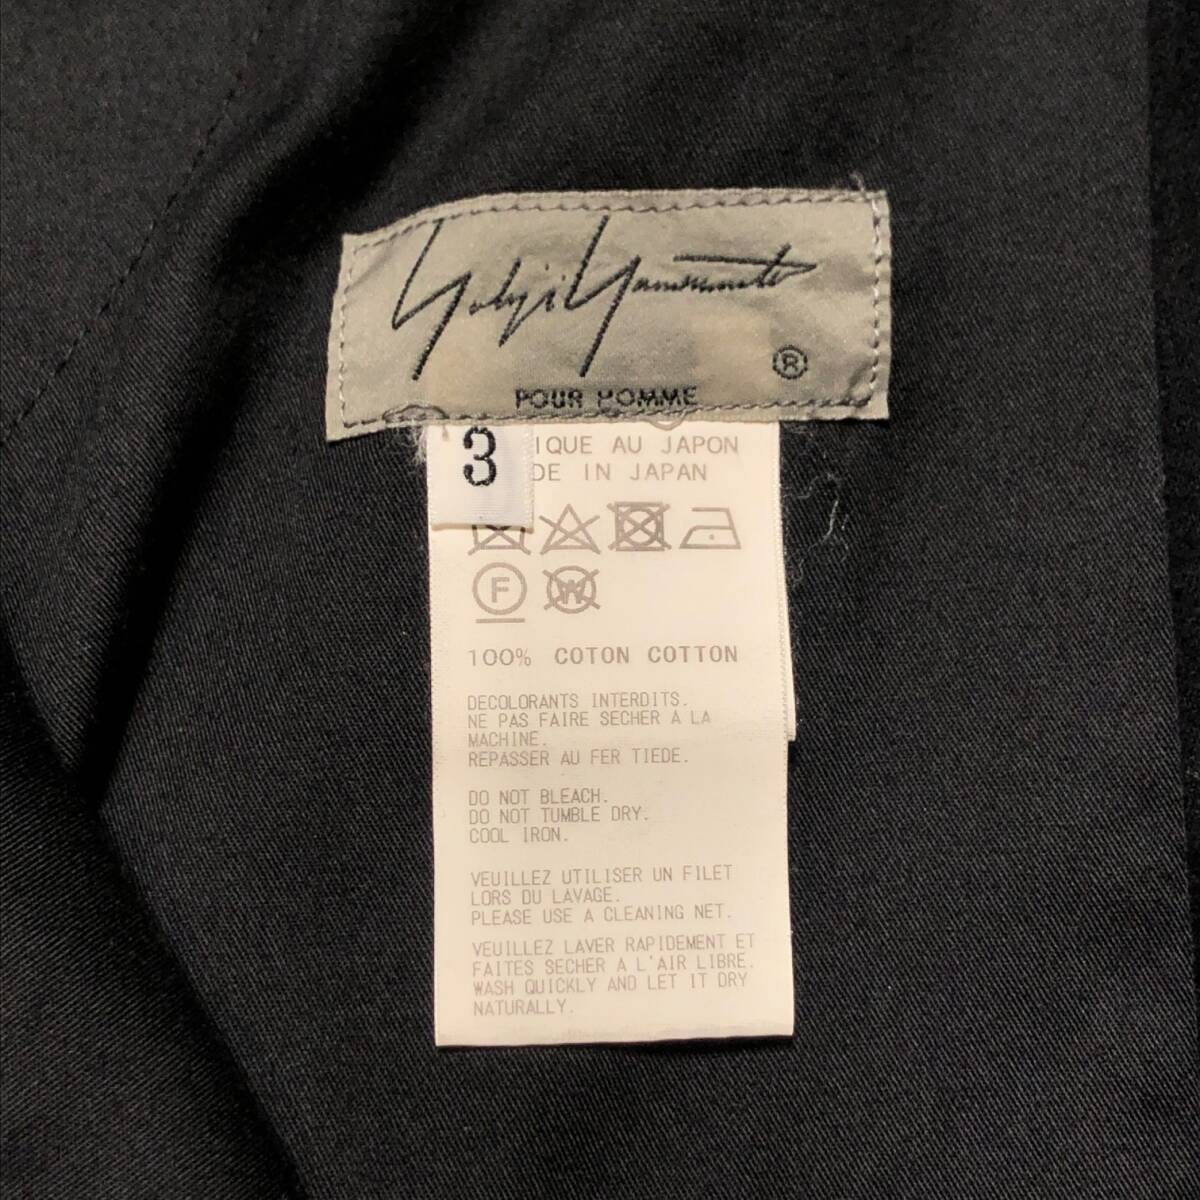 Yohji Yamamoto
®
POUR HOMME
3
IQUE AU JAPON
DE IN JAPAN
F
W
100% COTON COTTON
DECOLORANTS INTERDITS.
NE PAS FAIRE SECHER A LA
MACHINE.
REPASSER AU FER TIEDE.
DO NOT BLEACH.
DO NOT TUMBLE DRY.
COOL IRON.
VEUILLEZ UTILISER UN FILET
LORS DU LAVAGE.
PLEASE USE A CLEANING NET.
VEUILLEZ LAVER RAPIDEMENT ET
FAITES SECHER A L'AIR LIBRE.
WASH QUICKLY AND LET IT DRY
NATURALLY.